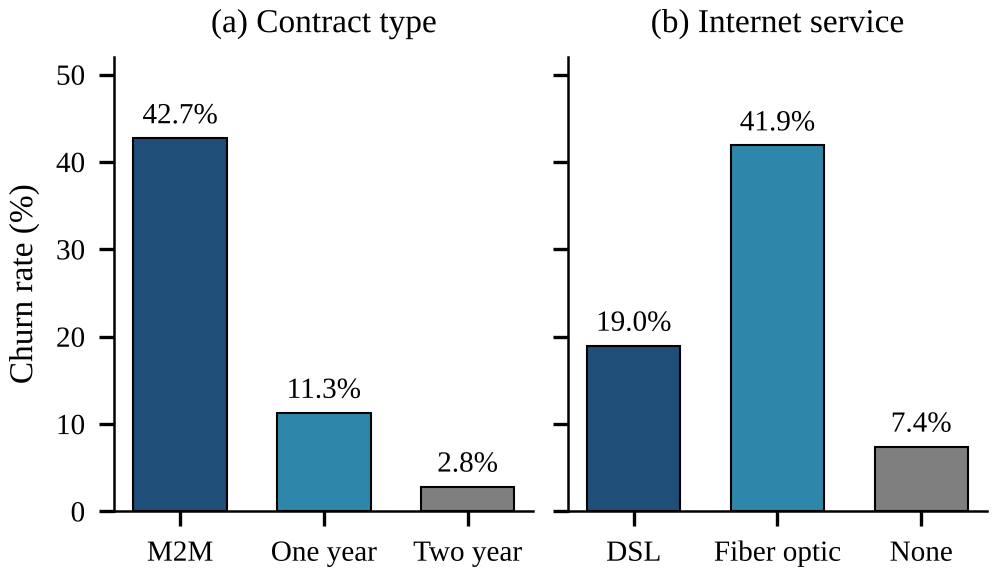 (a) Contract type
(b) Internet service
Churn rate (%)
50
40
30
20
10
0
42.7%
11.3%
2.8%
M2M
One year
Two year
19.0%
41.9%
7.4%
DSL
Fiber optic
None